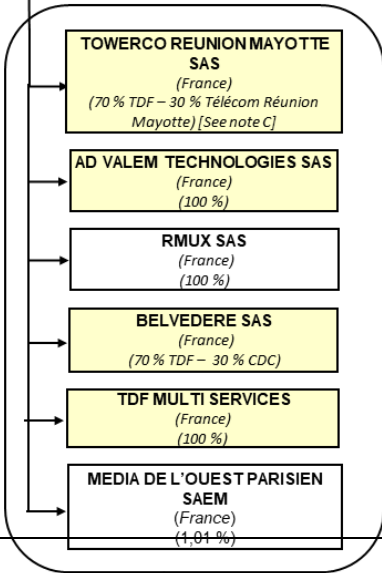 TOWERCO REUNION MAYOTTE
SAS
(France)
(70 % TDF – 30 % Télécom Réunion
Mayotte) [See note C]
AD VALEM TECHNOLOGIES SAS
(France)
(100 %)
RMUX SAS
(France)
(100 %)
BELVEDERE SAS
(France)
(70 % TDF – 30 % CDC)
TDF MULTI SERVICES
(France)
(100 %)
MEDIA DE L'OUEST PARISIEN
SAEM
(France)
(1,01 %)